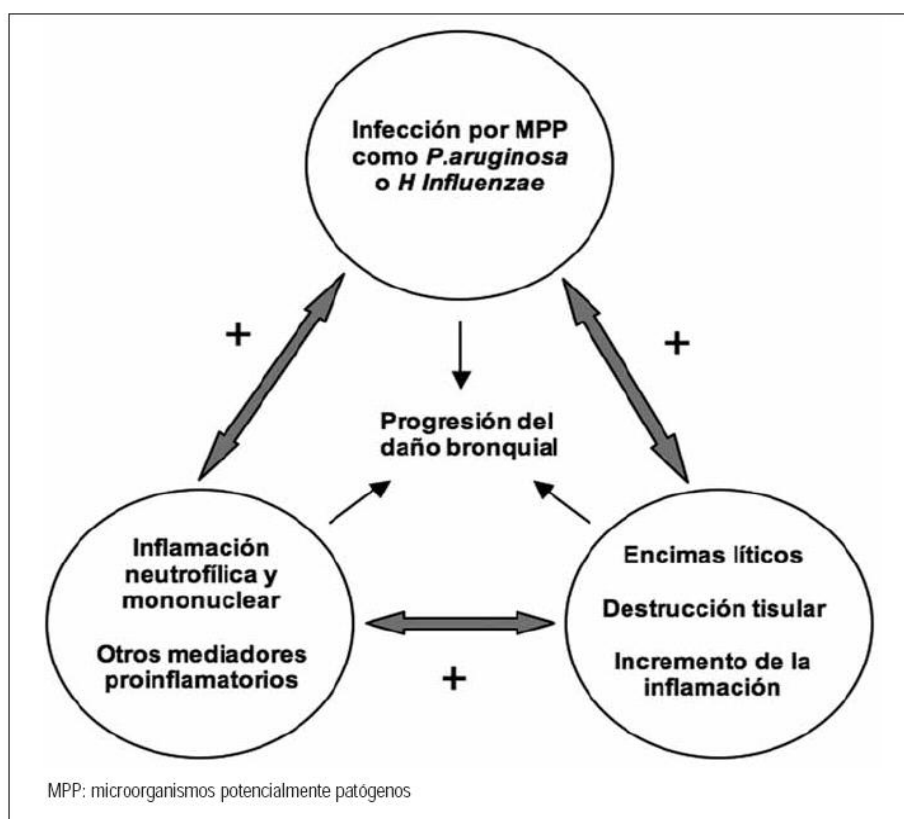 Infección por MPP
como P.aruginosa
o H Influenzae
+
+
Progresión del
daño bronquial
Inflamación
neutrofílica y
mononuclear
Otros mediadores
proinflamatorios
Encimas líticos
Destrucción tisular
Incremento de la
inflamación
+
MPP: microorganismos potencialmente patógenos